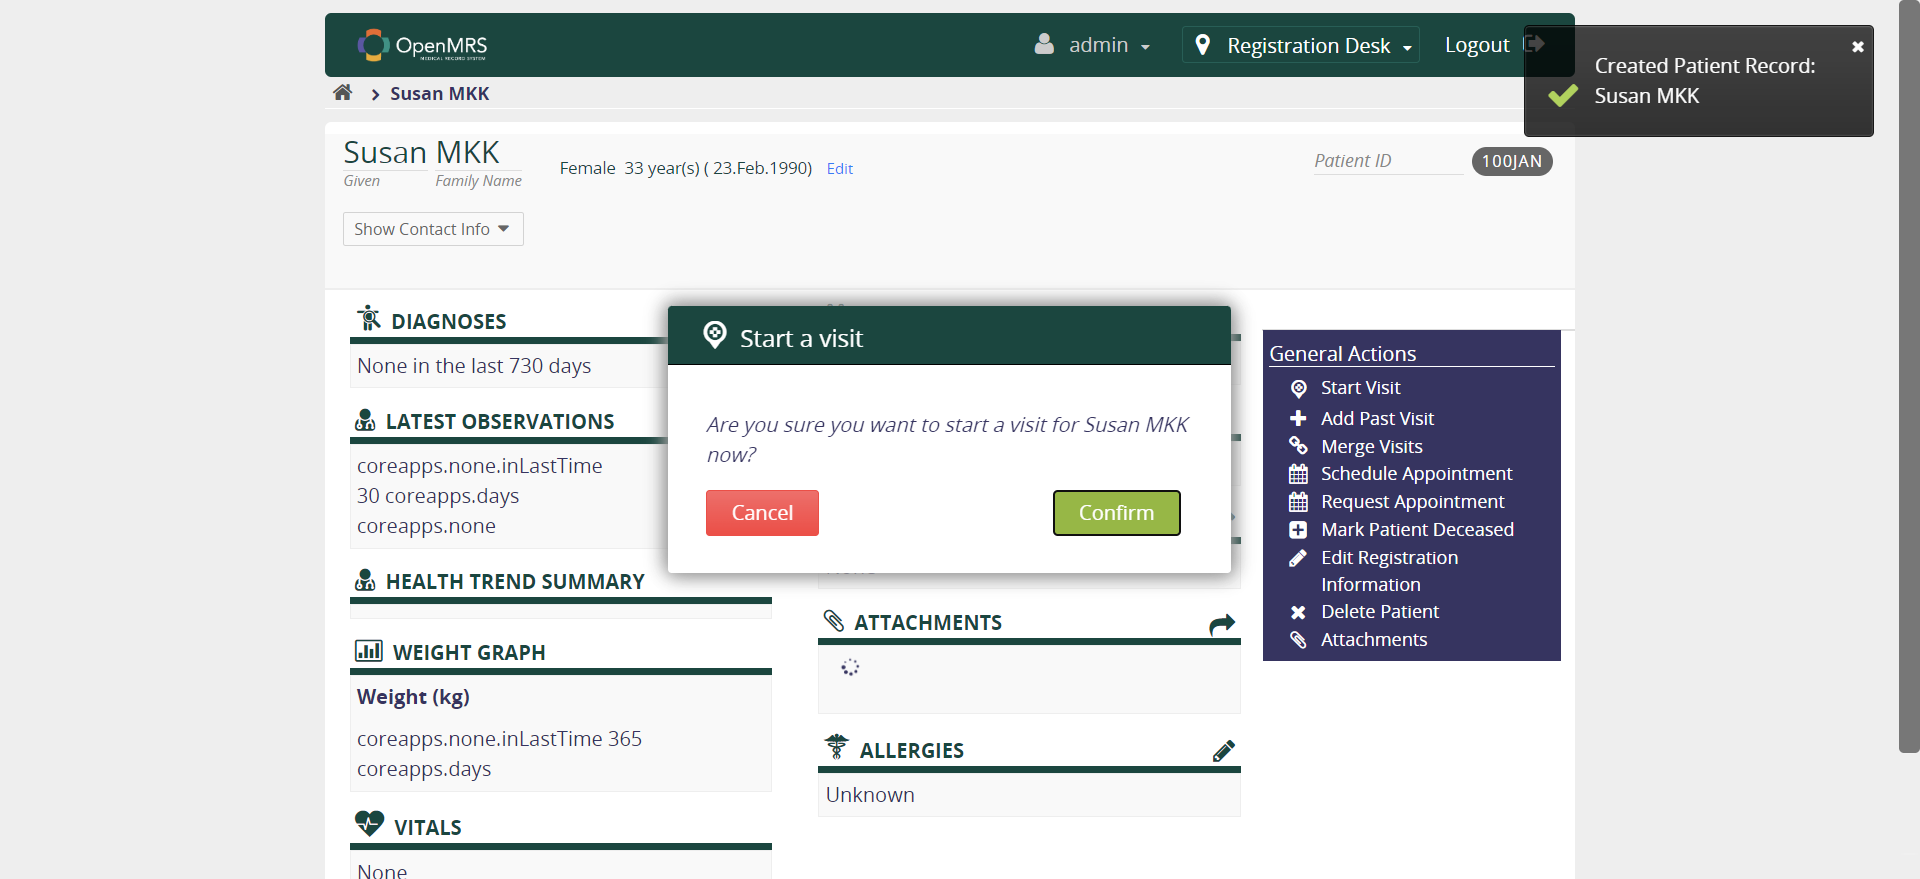 OpenMRS
MEDICAL RECORD SYSTEM
admin
Registration Desk
Logout
Created Patient Record:
Susan MKK
Susan MKK
Susan MKK
Given
Family Name
Female 33 year(s) ( 23.Feb.1990) Edit
Patient ID
100JAN
Show Contact Info
DIAGNOSES
None in the last 730 days
LATEST OBSERVATIONS
coreapps.none.inLastTime
30 coreapps.days
coreapps.none
HEALTH TREND SUMMARY
WEIGHT GRAPH
Weight (kg)
coreapps.none.inLastTime 365
coreapps.days
VITALS
None
Start a visit
Are you sure you want to start a visit for Susan MKK
now?
Cancel
Confirm
ATTACHMENTS
ALLERGIES
Unknown
General Actions
Start Visit
Add Past Visit
Merge Visits
Schedule Appointment
Request Appointment
Mark Patient Deceased
Edit Registration
Information
Delete Patient
Attachments